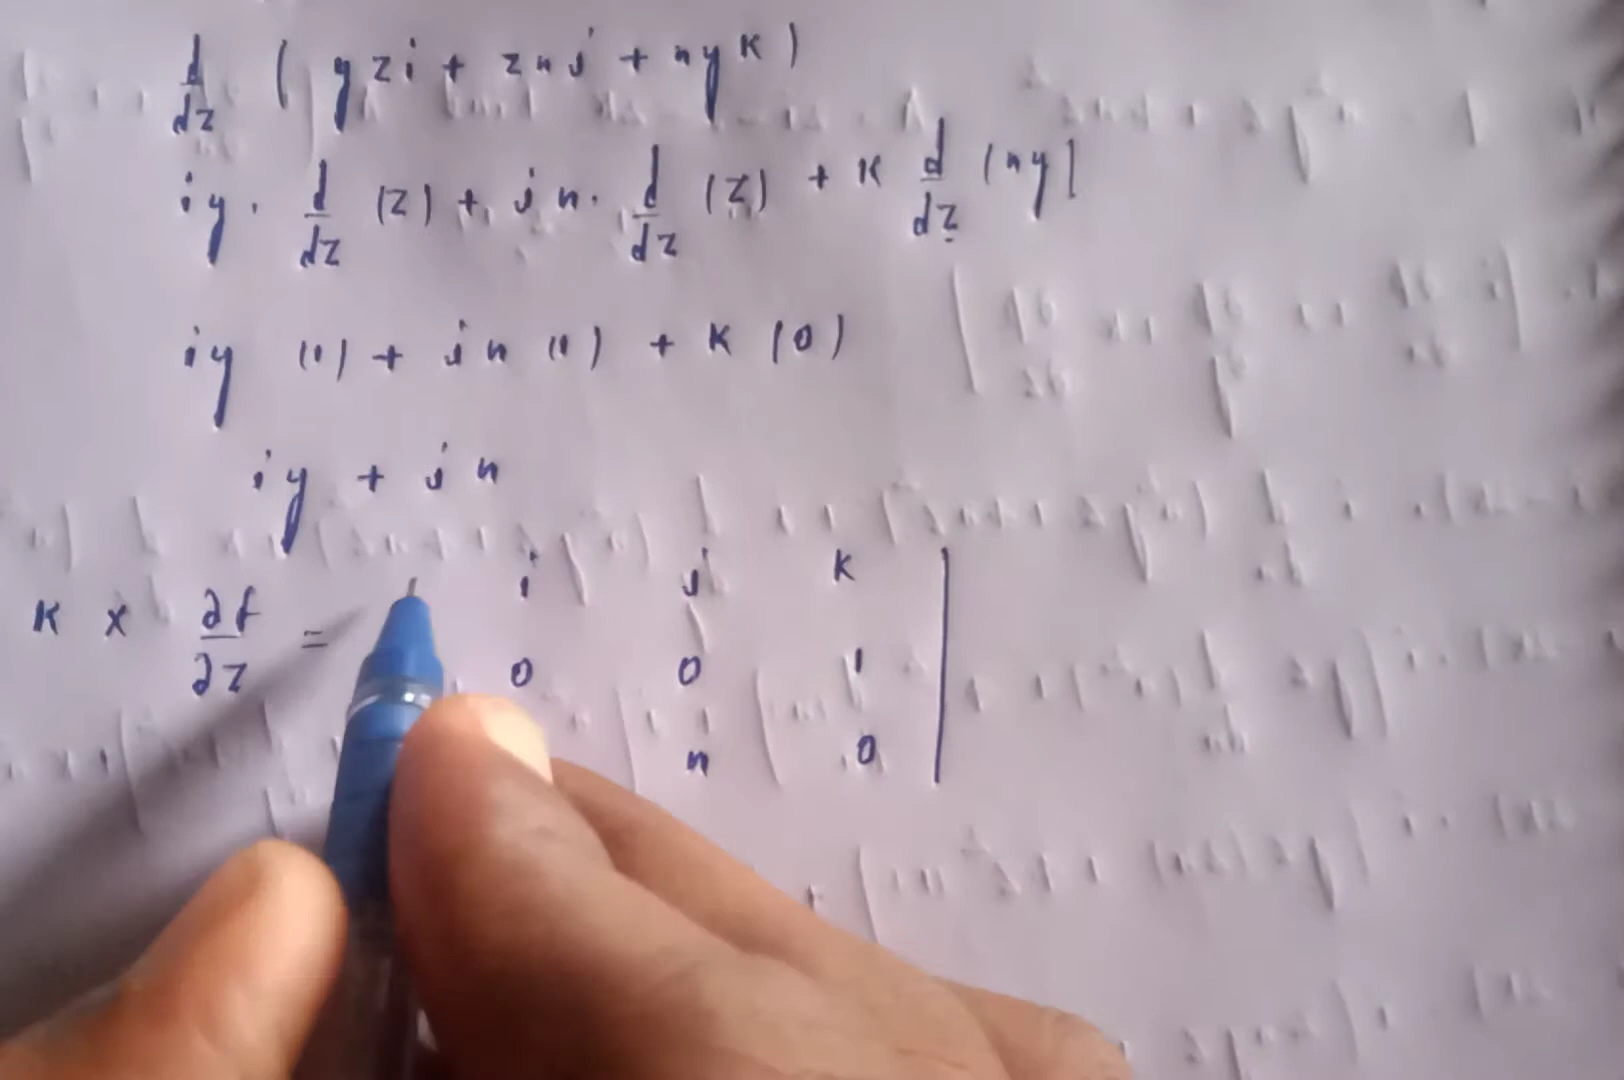 d/dz ( yzi + zxj + xyk )
iy . d/dz (z) + jx . d/dz (z) + k d/dz (xy)
iy (1) + jx (1) + k (0)
iy + jx
k × ∂f/∂z = i j k |
0 0 1
x 0